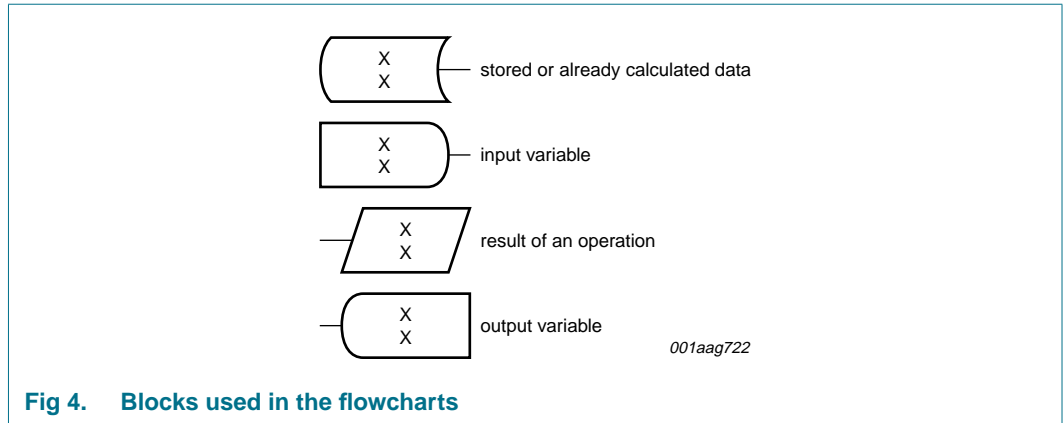 X
X
stored or already calculated data
X
X
input variable
X
X
result of an operation
X
X
output variable
001aag722
Fig 4. Blocks used in the flowcharts